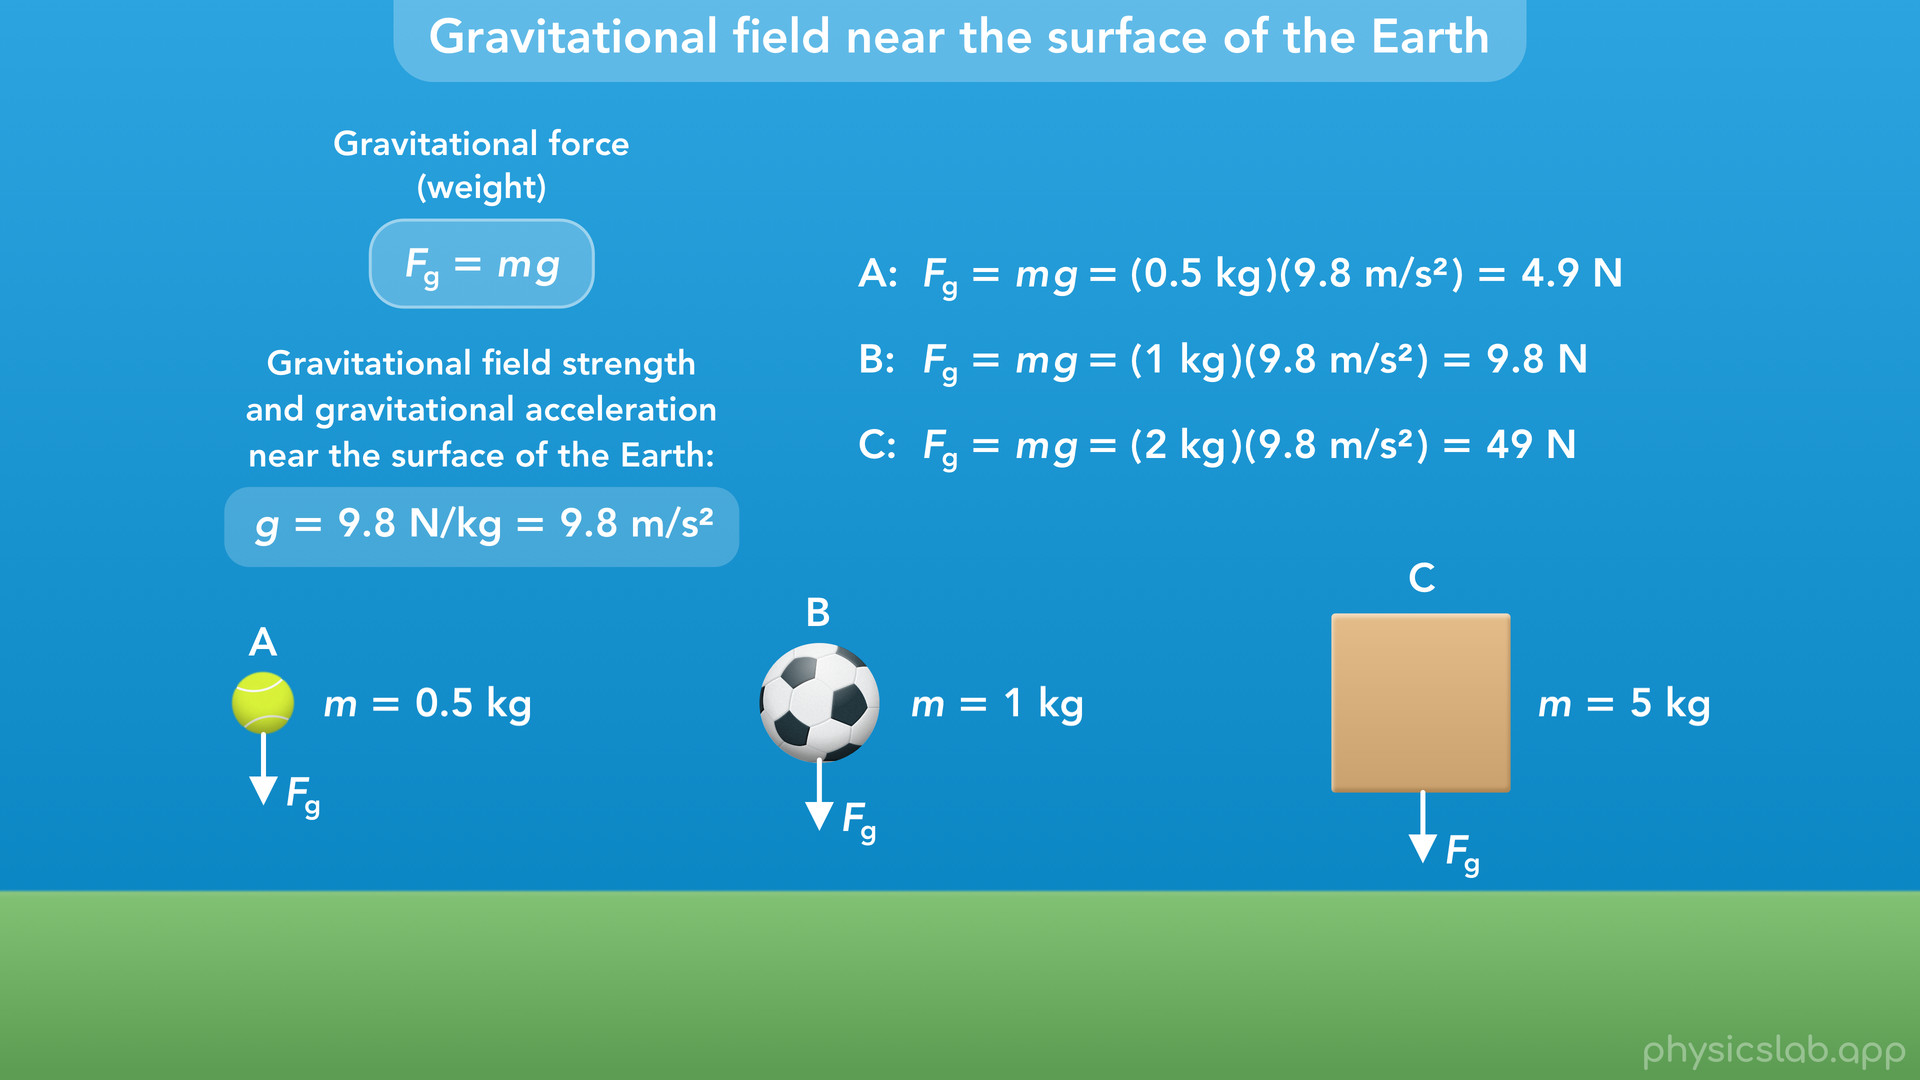 Gravitational field near the surface of the Earth
Gravitational force
(weight)
Fg = mg
Gravitational field strength
and gravitational acceleration
near the surface of the Earth:
g = 9.8 N/kg = 9.8 m/s²
A: Fg = mg = (0.5 kg)(9.8 m/s²) = 4.9 N
B: Fg = mg = (1 kg)(9.8 m/s²) = 9.8 N
C: Fg = mg = (2 kg)(9.8 m/s²) = 49 N
A
m = 0.5 kg
Fg
B
m = 1 kg
Fg
C
m = 5 kg
Fg
physicslab.app